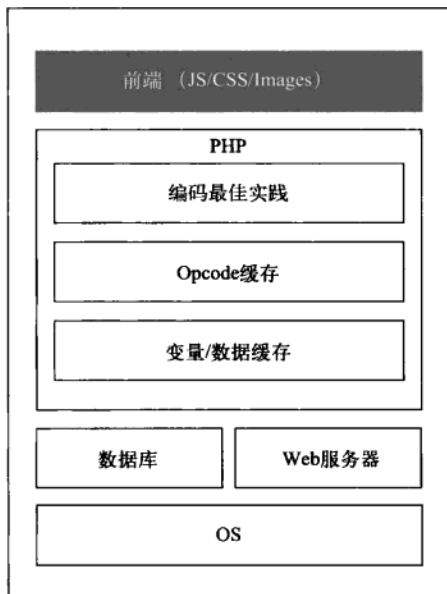 前端 （JS/CSS/Images）
PHP
编码最佳实践
Opcode缓存
变量/数据缓存
数据库
Web服务器
OS